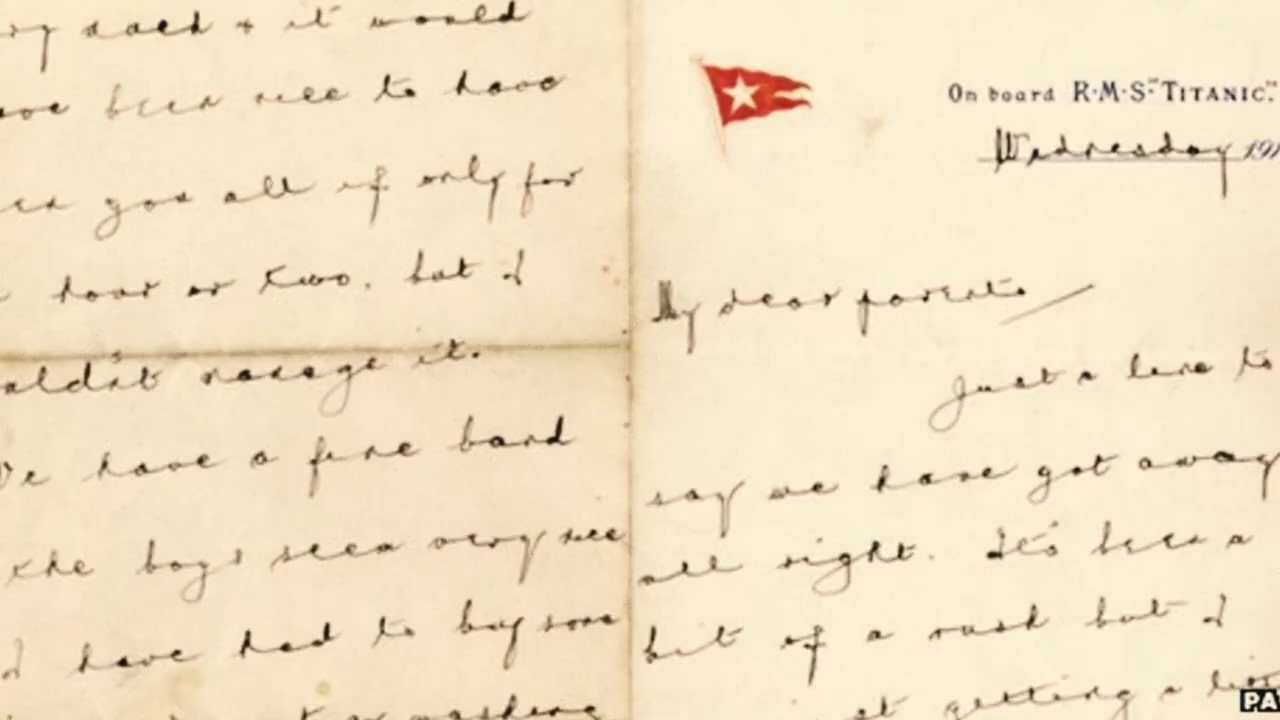 much & it would
been nice to have
you all if only for
hour or two, but I
manage it.
have a fine band
the boys seem very nice
I have had to buy some
washing
On board R·M·S "TITANIC."
Wednesday 191
My dear parents
Just a line to
say we have got away
all right. It's been a
bit of a rush but I
getting a
PA